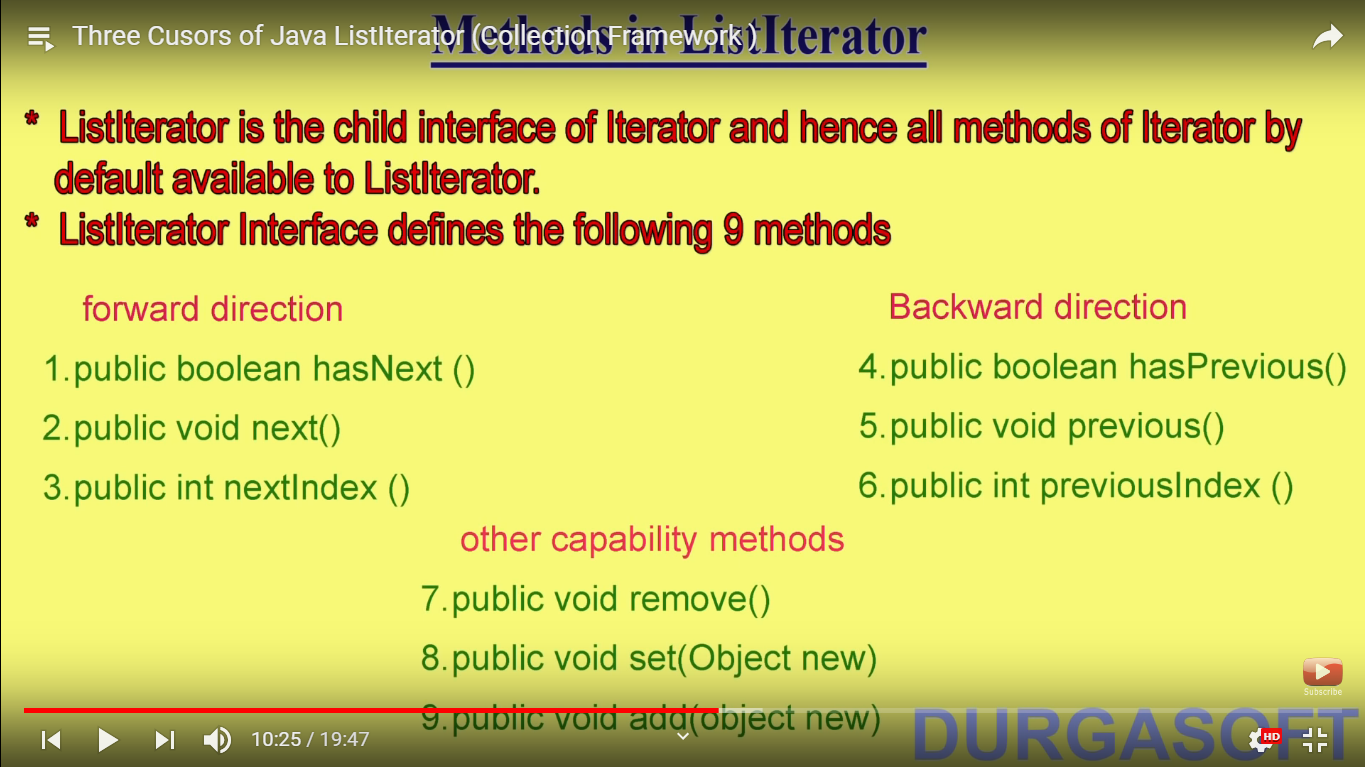 Three Cusors of Java ListIterator (Collection Framework )
Methods in ListIterator
* ListIterator is the child interface of Iterator and hence all methods of Iterator by
default available to ListIterator.
* ListIterator Interface defines the following 9 methods
forward direction
1.public boolean hasNext ()
2.public void next()
3.public int nextIndex ()
Backward direction
4.public boolean hasPrevious()
5.public void previous()
6.public int previousIndex ()
other capability methods
7.public void remove()
8.public void set(Object new)
9.public void add(object new)
Subscribe
DURGASOFT
10:25 / 19:47
HD